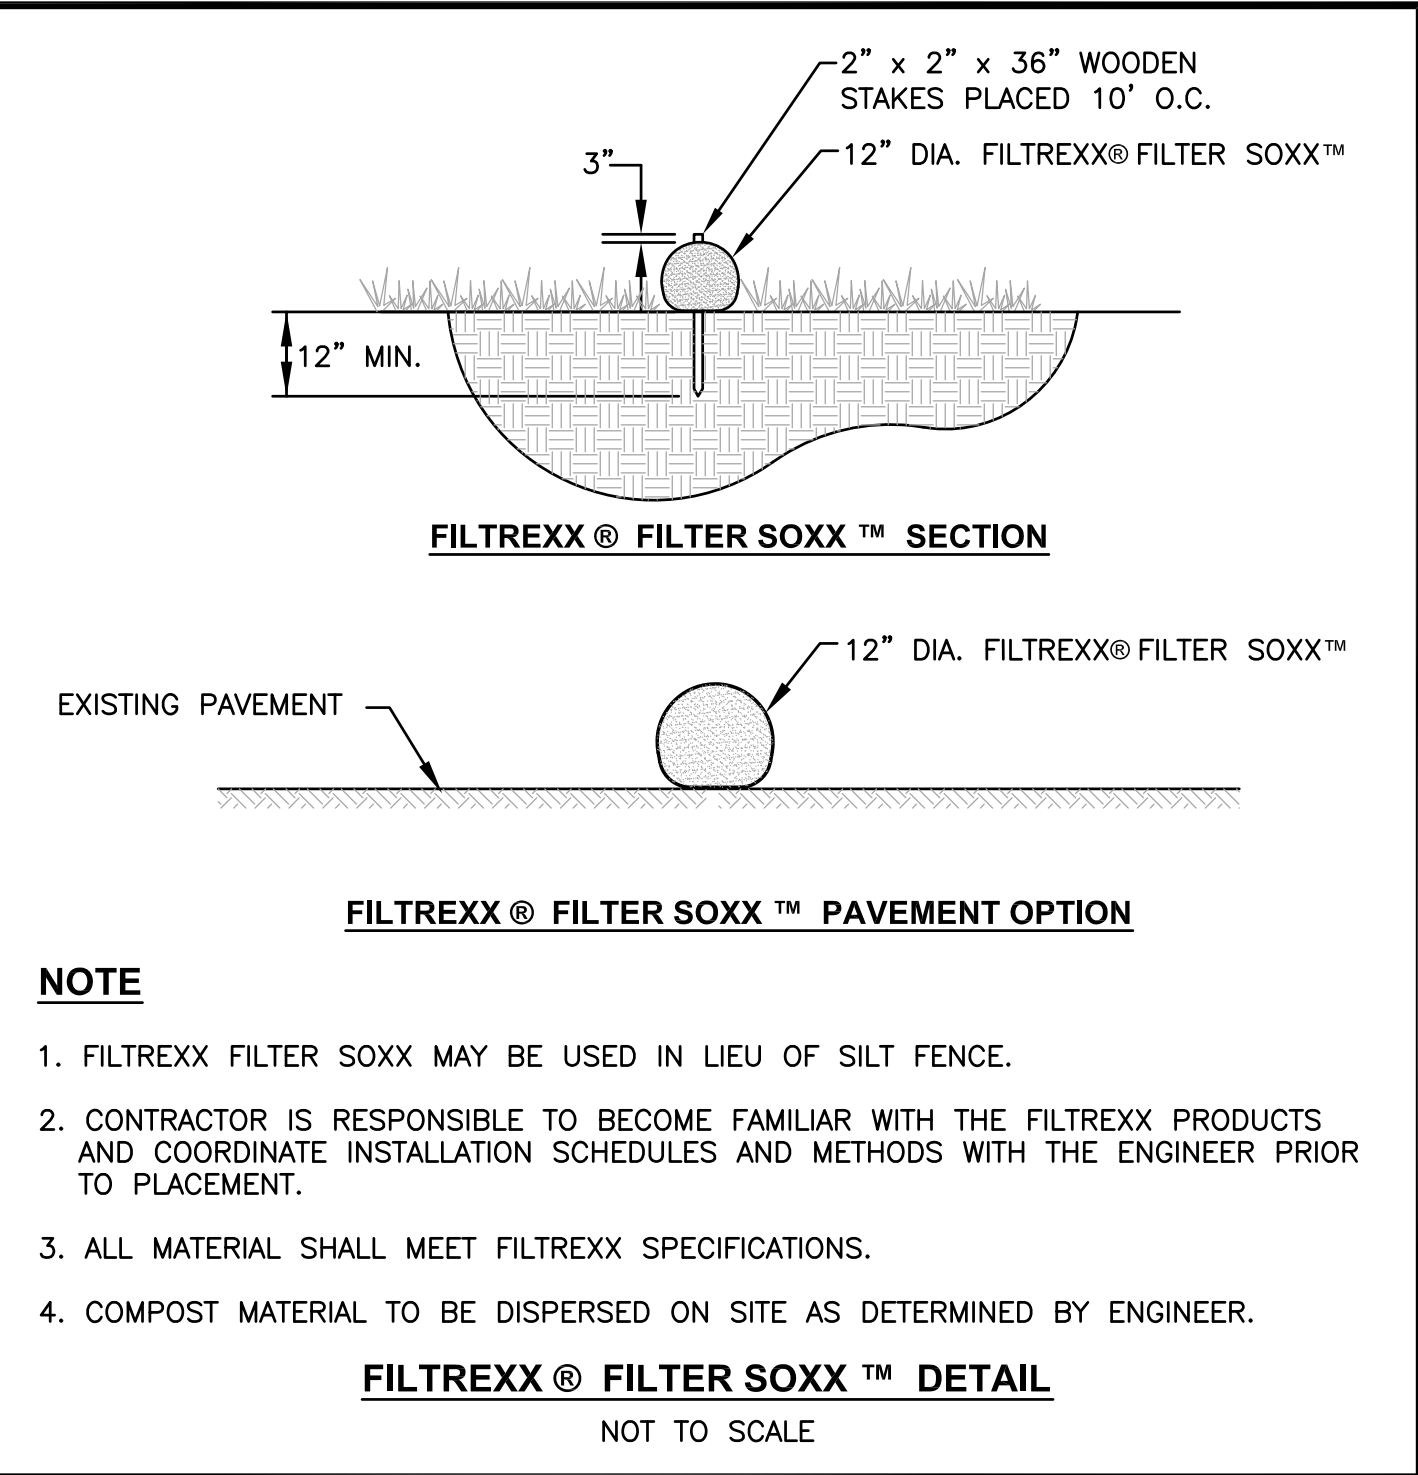 2” x 2” x 36” WOODEN
STAKES PLACED 10’ O.C.
3”
12” DIA. FILTREXX® FILTER SOXX™
12” MIN.
FILTREXX ® FILTER SOXX ™ SECTION
12” DIA. FILTREXX® FILTER SOXX™
EXISTING PAVEMENT
FILTREXX ® FILTER SOXX ™ PAVEMENT OPTION
NOTE
1. FILTREXX FILTER SOXX MAY BE USED IN LIEU OF SILT FENCE.
2. CONTRACTOR IS RESPONSIBLE TO BECOME FAMILIAR WITH THE FILTREXX PRODUCTS
AND COORDINATE INSTALLATION SCHEDULES AND METHODS WITH THE ENGINEER PRIOR
TO PLACEMENT.
3. ALL MATERIAL SHALL MEET FILTREXX SPECIFICATIONS.
4. COMPOST MATERIAL TO BE DISPERSED ON SITE AS DETERMINED BY ENGINEER.
FILTREXX ® FILTER SOXX ™ DETAIL
NOT TO SCALE